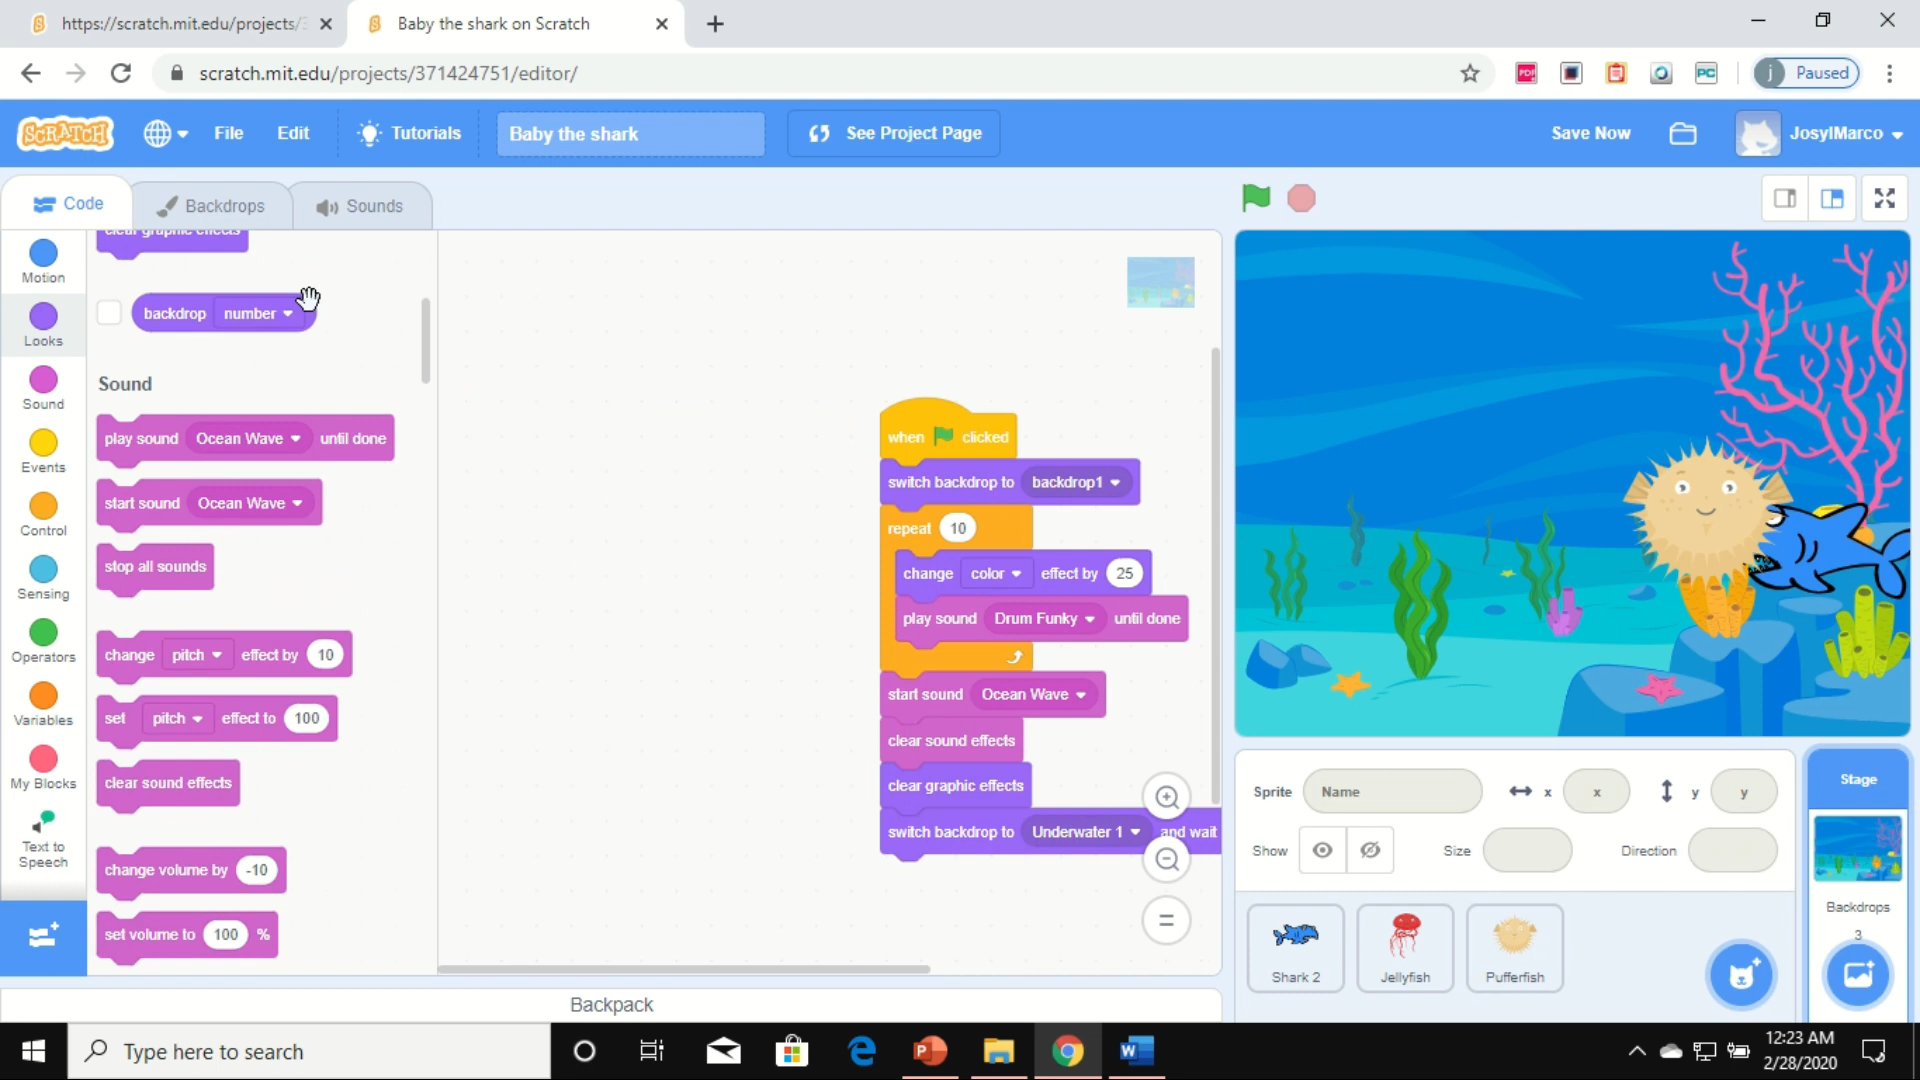 https://scratch.mit.edu/projects/3
Baby the shark on Scratch
scratch.mit.edu/projects/371424751/editor/
PDF
PC
j Paused
SCRATCH
File Edit Tutorials Baby the shark See Project Page Save Now JosylMarco
Code Backdrops Sounds
Motion
Looks
Sound
Events
Control
Sensing
Operators
Variables
My Blocks
Text to
Speech
clear graphic effects
backdrop number
Sound
play sound Ocean Wave until done
start sound Ocean Wave
stop all sounds
change pitch effect by 10
set pitch effect to 100
clear sound effects
change volume by -10
set volume to 100 %
when clicked
switch backdrop to backdrop1
repeat 10
change color effect by 25
play sound Drum Funky until done
start sound Ocean Wave
clear sound effects
clear graphic effects
switch backdrop to Underwater 1 and wait
Backpack
Sprite Name x x y y
Show Size Direction
Shark 2 Jellyfish Pufferfish
Stage
Backdrops
3
Type here to search
12:23 AM
2/28/2020